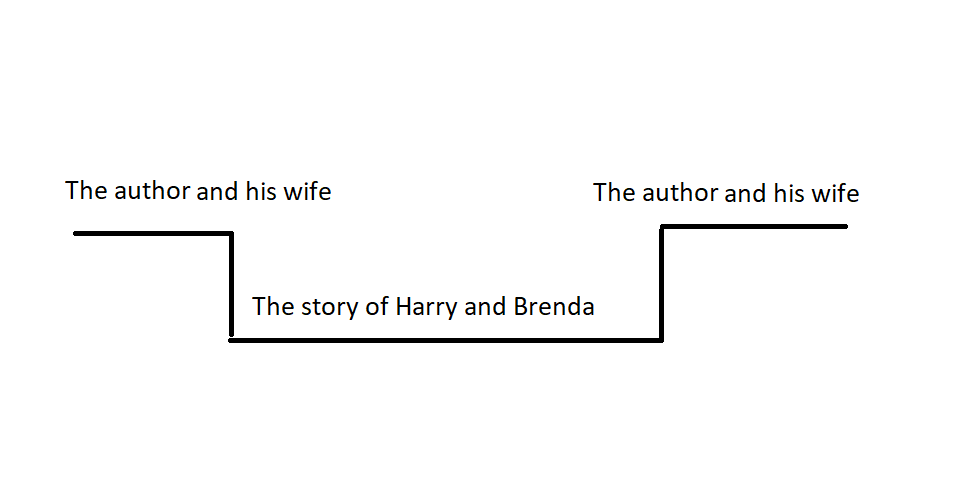 The author and his wife
The author and his wife
The story of Harry and Brenda